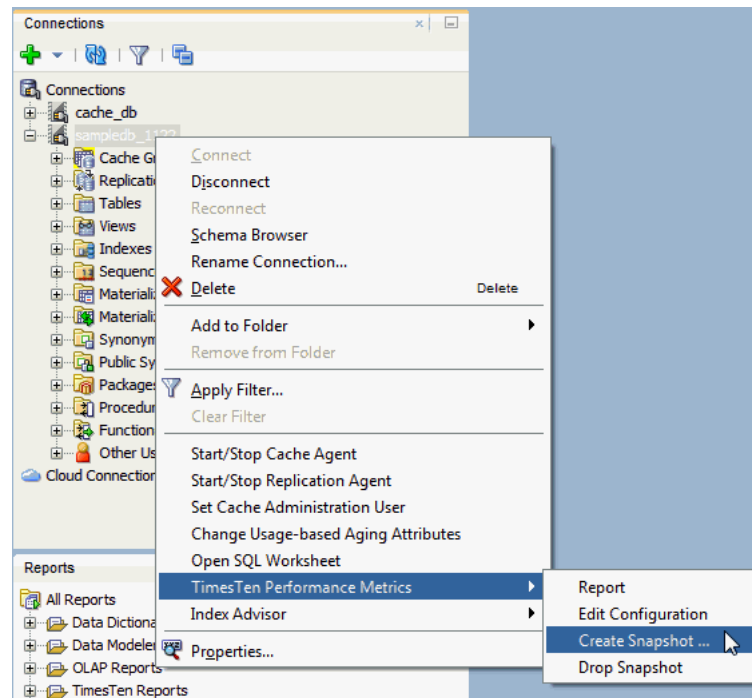 Connections
Connections
cache_db
sampledb_1122
Cache Gr
Replicati
Tables
Views
Indexes
Sequenc
Materiali
Materiali
Synonym
Public Sy
Packages
Procedur
Function
Other Us
Cloud Connection
Connect
Disconnect
Reconnect
Schema Browser
Rename Connection...
Delete Delete
Add to Folder
Remove from Folder
Apply Filter...
Clear Filter
Start/Stop Cache Agent
Start/Stop Replication Agent
Set Cache Administration User
Change Usage-based Aging Attributes
Open SQL Worksheet
TimesTen Performance Metrics
Index Advisor
Properties...
Report
Edit Configuration
Create Snapshot ...
Drop Snapshot
Reports
All Reports
Data Dictiona
Data Modeler
OLAP Reports
TimesTen Reports